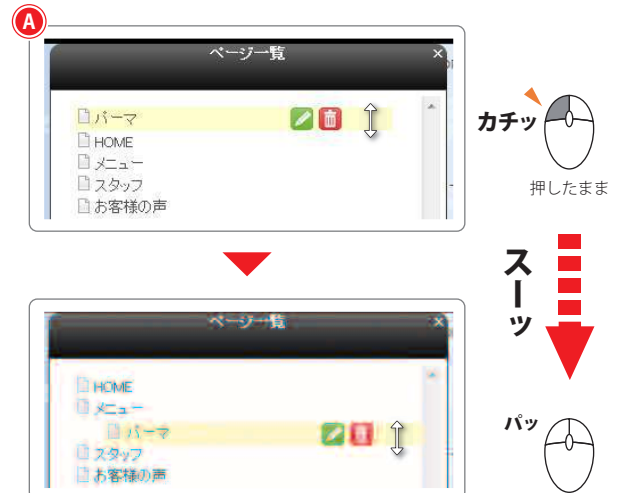 A
ページ一覧 ×
パーマ
HOME
メニュー
スタッフ
お客様の声
カチッ
押したまま
スーッ
ページ一覧 ×
HOME
メニュー
パーマ
スタッフ
お客様の声
パッ